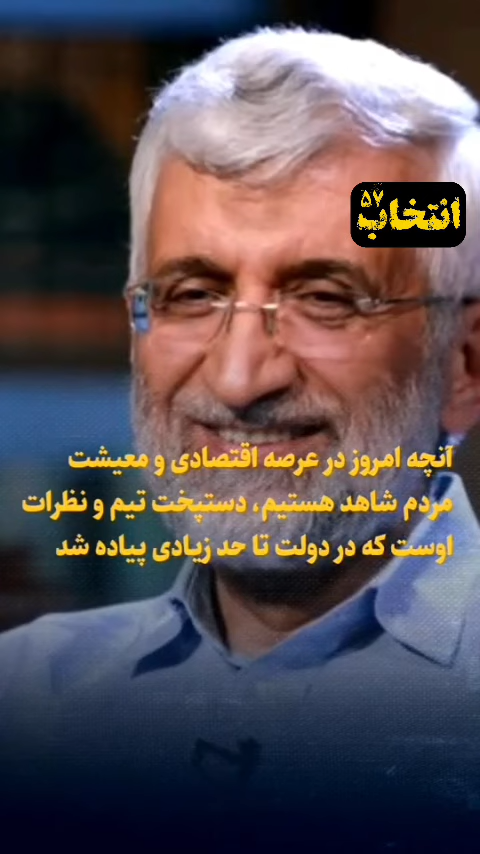 انتخاب ۵۷
آنچه امروز در عرصه اقتصادی و معیشت
مردم شاهد هستیم، دستپخت تیم و نظرات
اوست که در دولت تا حد زیادی پیاده شد